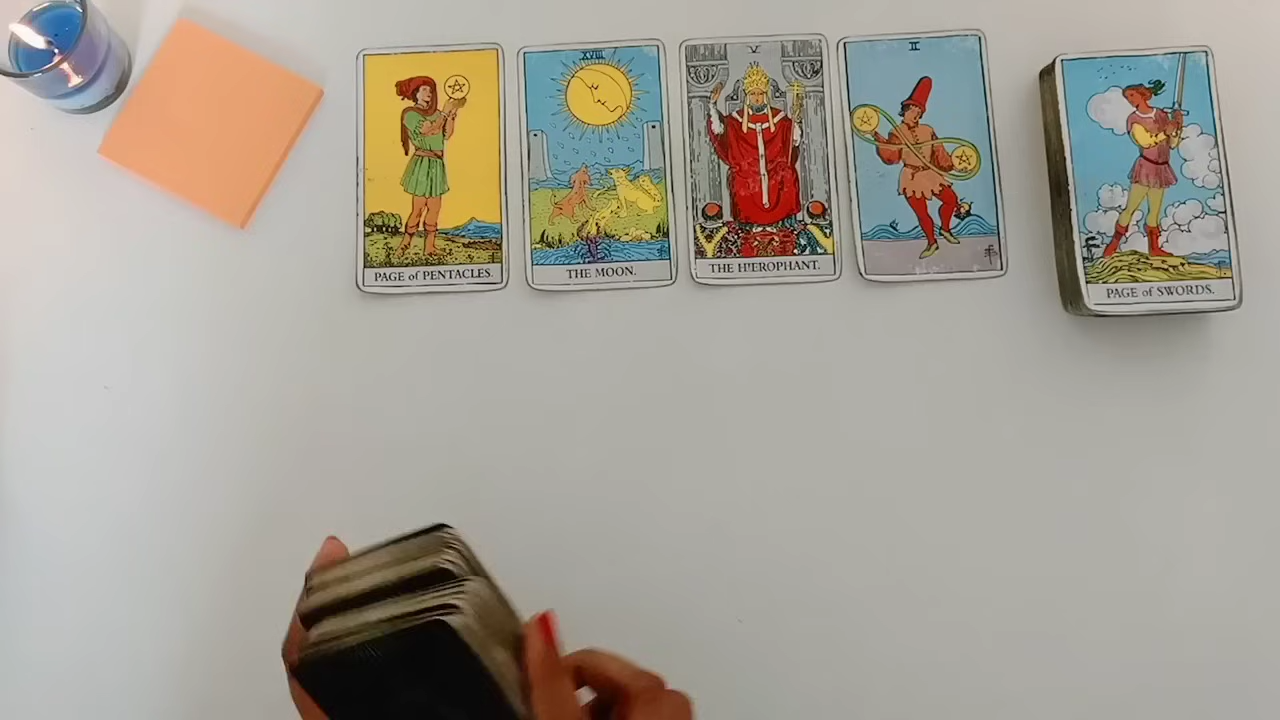 PAGE of PENTACLES.
XVIII
THE MOON.
V
THE HIEROPHANT.
II
PAGE of SWORDS.